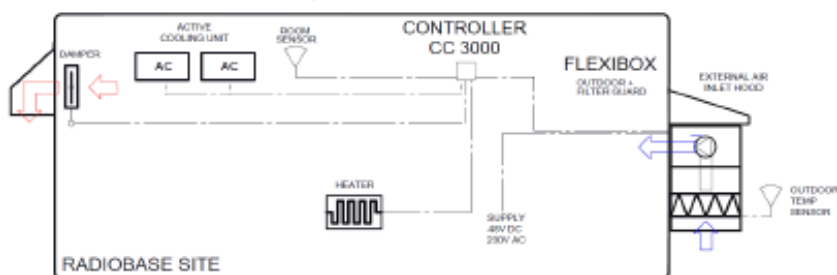 ACTIVE
COOLING UNIT
ROOM
SENSOR
CONTROLLER
CC 3000
DAMPER
AC
AC
FLEXIBOX
OUTDOOR +
FILTER GUARD
EXTERNAL AIR
INLET HOOD
HEATER
SUPPLY
48V DC
230V AC
OUTDOOR
TEMP
SENSOR
RADIOBASE SITE